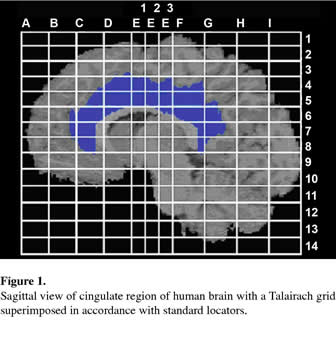 1 2 3
A B C D E E E F G H I
1
2
3
4
5
6
7
8
9
10
11
12
13
14
Figure 1.
Sagittal view of cingulate region of human brain with a Talairach grid
superimposed in accordance with standard locators.